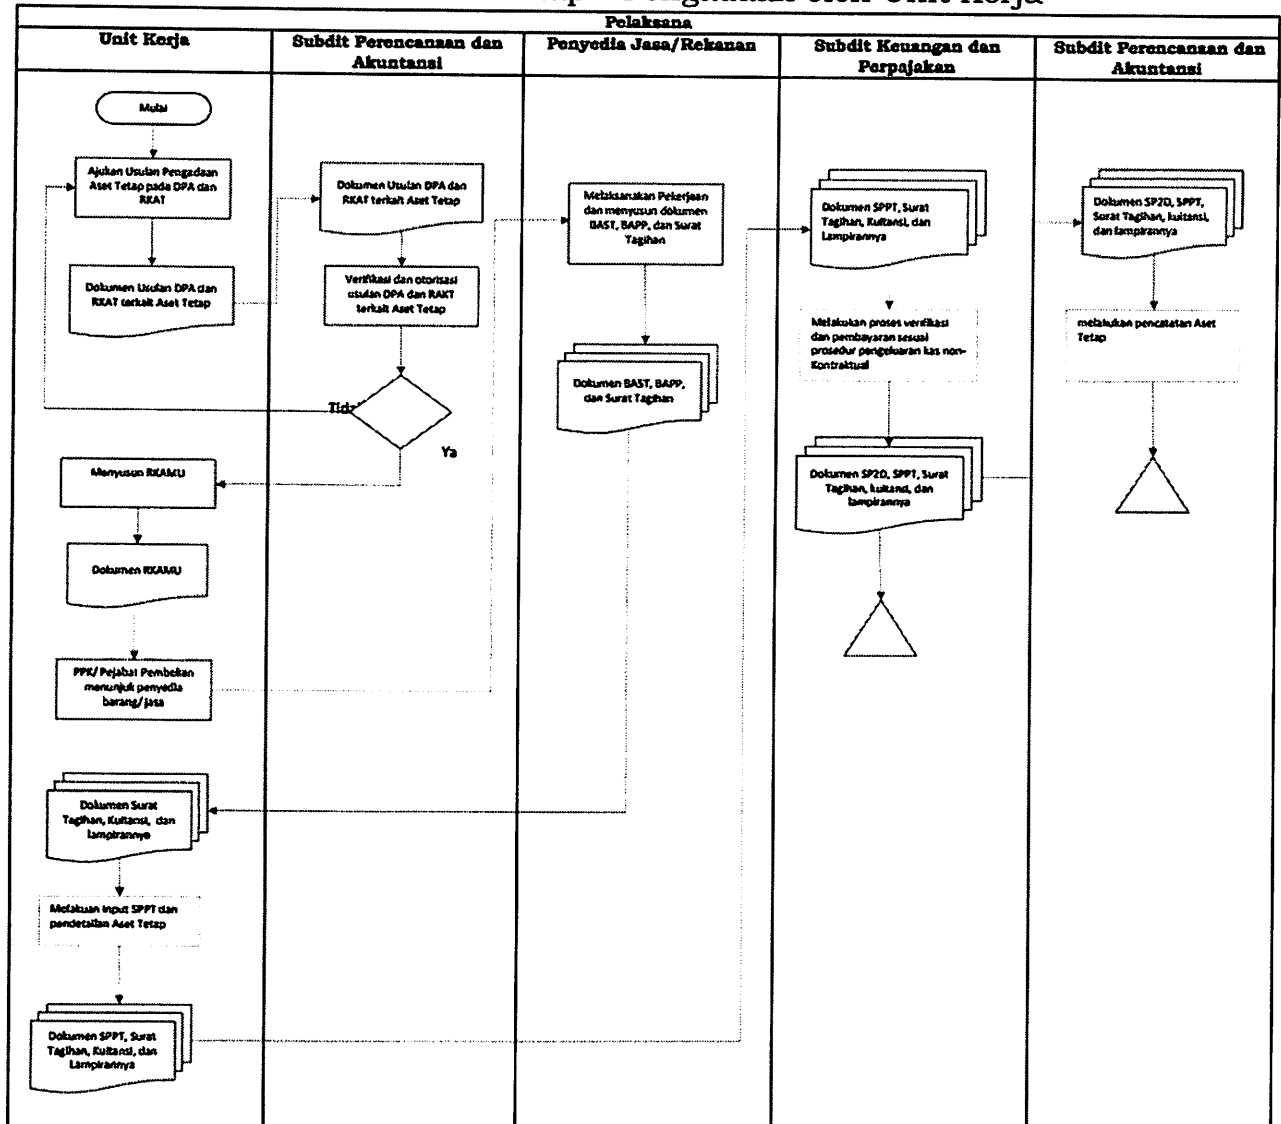 oleh Unit Kerja
Pelaksana
Unit Kerja
Subdit Perencanaan dan
Akuntansi
Penyedia Jasa/Rekanan
Subdit Keuangan dan
Perpajakan
Subdit Perencanaan dan
Akuntansi
Mulai
Ajukan Usulan Pengadaan
Aset Tetap pada DPA dan
RKAT
Dokumen Usulan DPA dan
RKAT terkait Aset Tetap
Menyusun RKAMU
Dokumen RKAMU
PPK/ Pejabat Pembelian
menunjuk penyedia
barang/jasa
Dokumen Surat
Tagihan, Kuitansi, dan
lampirannya
Melakuan input SPPT dan
pendetailan Aset Tetap
Dokumen SPPT, Surat
Tagihan, Kuitansi, dan
Lampirannya
Dokumen Usulan DPA dan
RKAT terkait Aset Tetap
Verifikasi dan otorisasi
usulan DPA dan RAKT
terkait Aset Tetap
Ya
Melaksanakan Pekerjaan
dan menyusun dokumen
BAST, BAPP, dan Surat
Tagihan
Dokumen BAST, BAPP,
dan Surat Tagihan
Dokumen SPPT, Surat
Tagihan, Kuitansi, dan
Lampirannya
Melakukan proses verifikasi
dan pembayaran sesuai
prosedur pengeluaran kas non-
Kontraktual
Dokumen SP2D, SPPT, Surat
Tagihan, kuitansi, dan
lampirannya
Dokumen SP2D, SPPT,
Surat Tagihan, kuitansi,
dan lampirannya
melakukan pencatatan Aset
Tetap